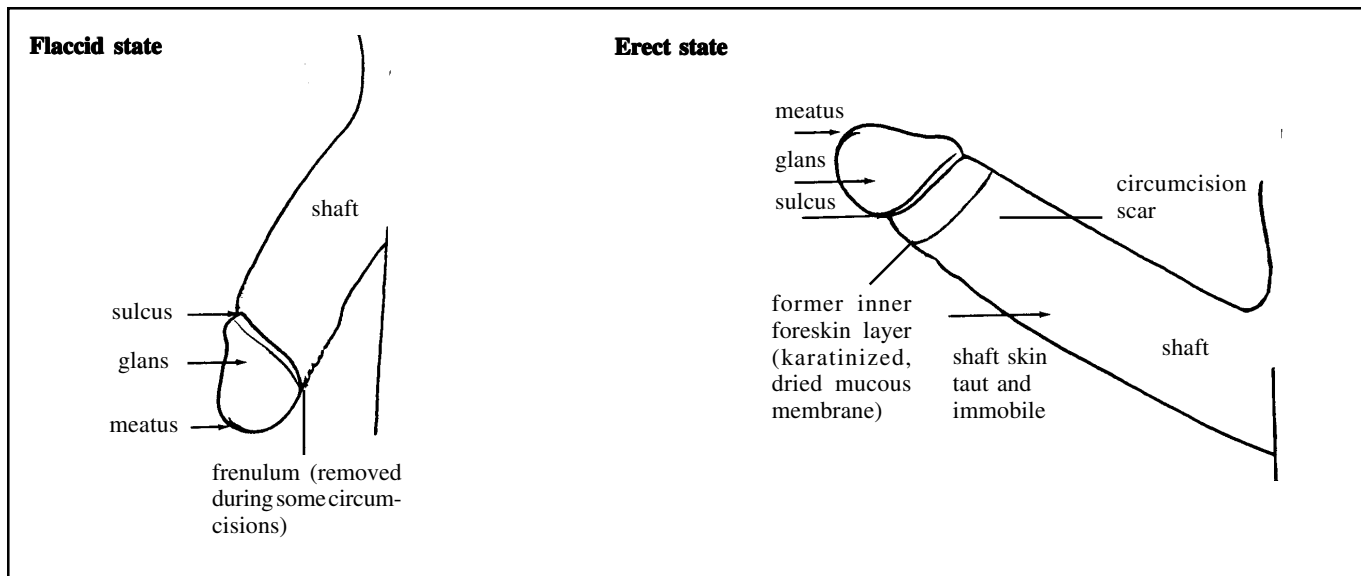 Flaccid state
shaft
sulcus
glans
meatus
frenulum (removed
during some circum-
cisions)
Erect state
meatus
glans
sulcus
circumcision
scar
former inner
foreskin layer
(karatinized,
dried mucous
membrane)
shaft skin
taut and
immobile
shaft